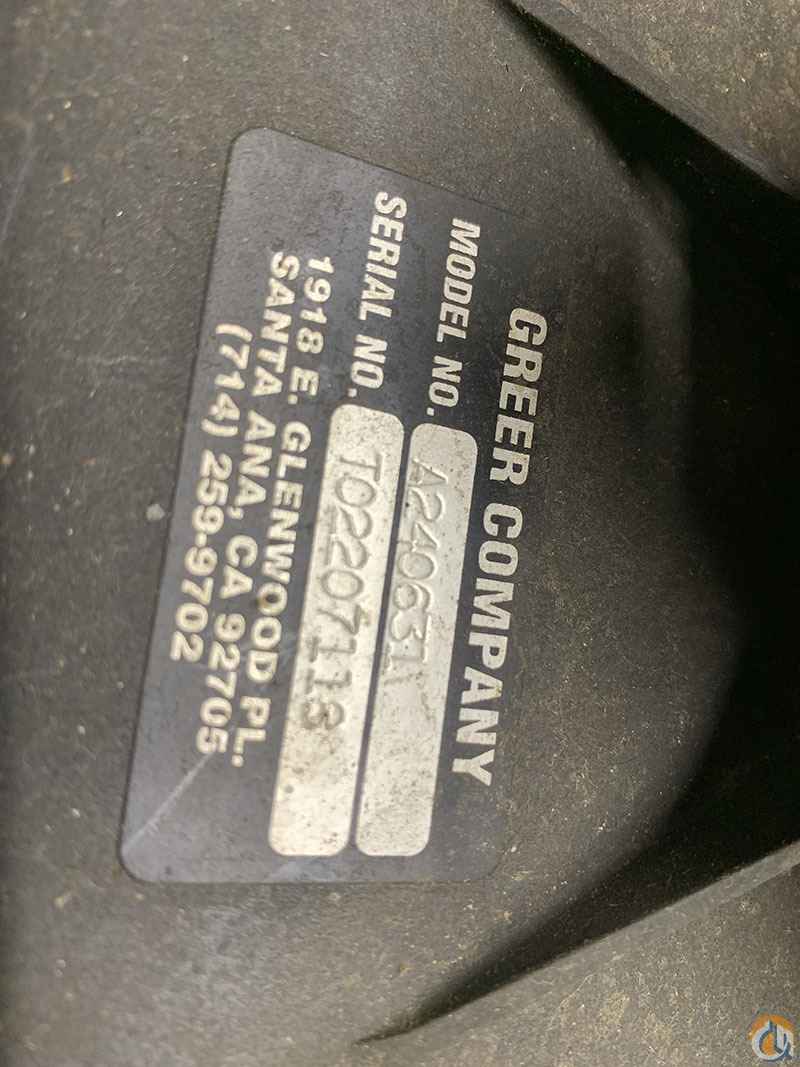 GREER COMPANY
MODEL NO. A240631
SERIAL NO. T02207113
1918 E. GLENWOOD PL.
SANTA ANA, CA 92705
(714) 259-9702